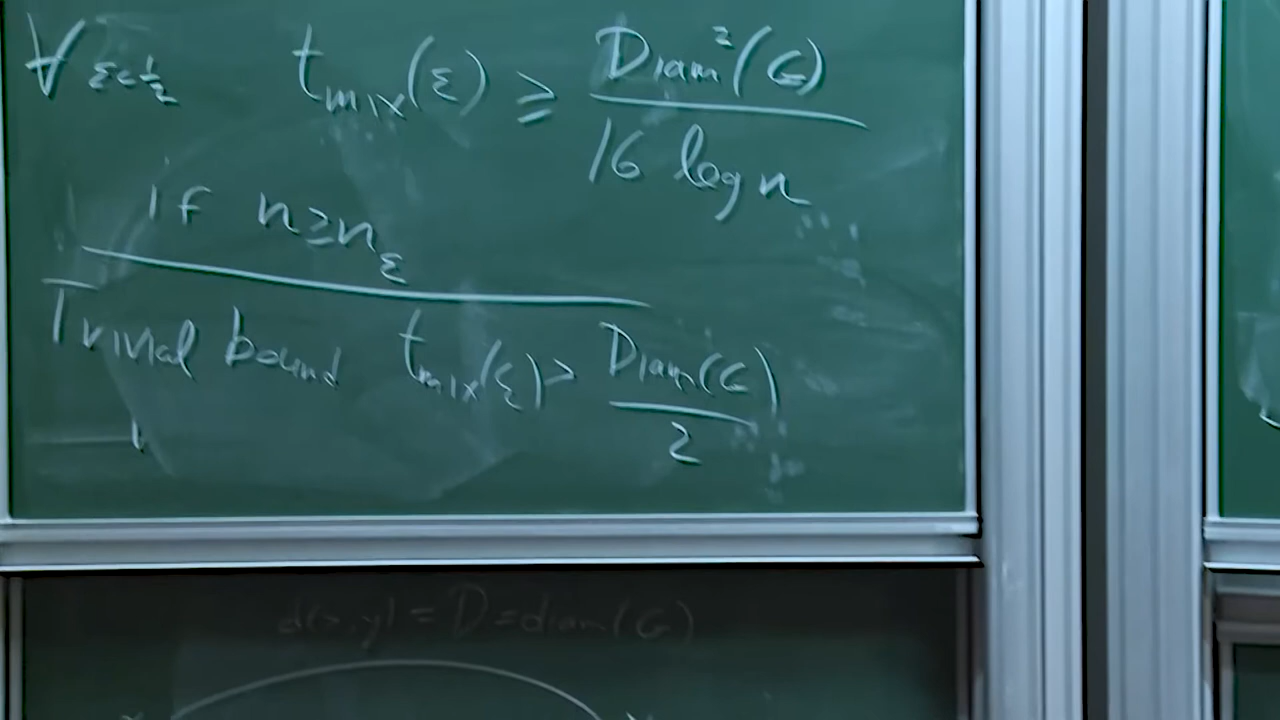 ∀ ε<1/2 t_mix(ε) ≥ Diam²(G) / 16 log n
if n ≥ n_ε
Trivial bound t_mix(ε) > Diam(G) / 2
d(x,y) = D = diam(G)